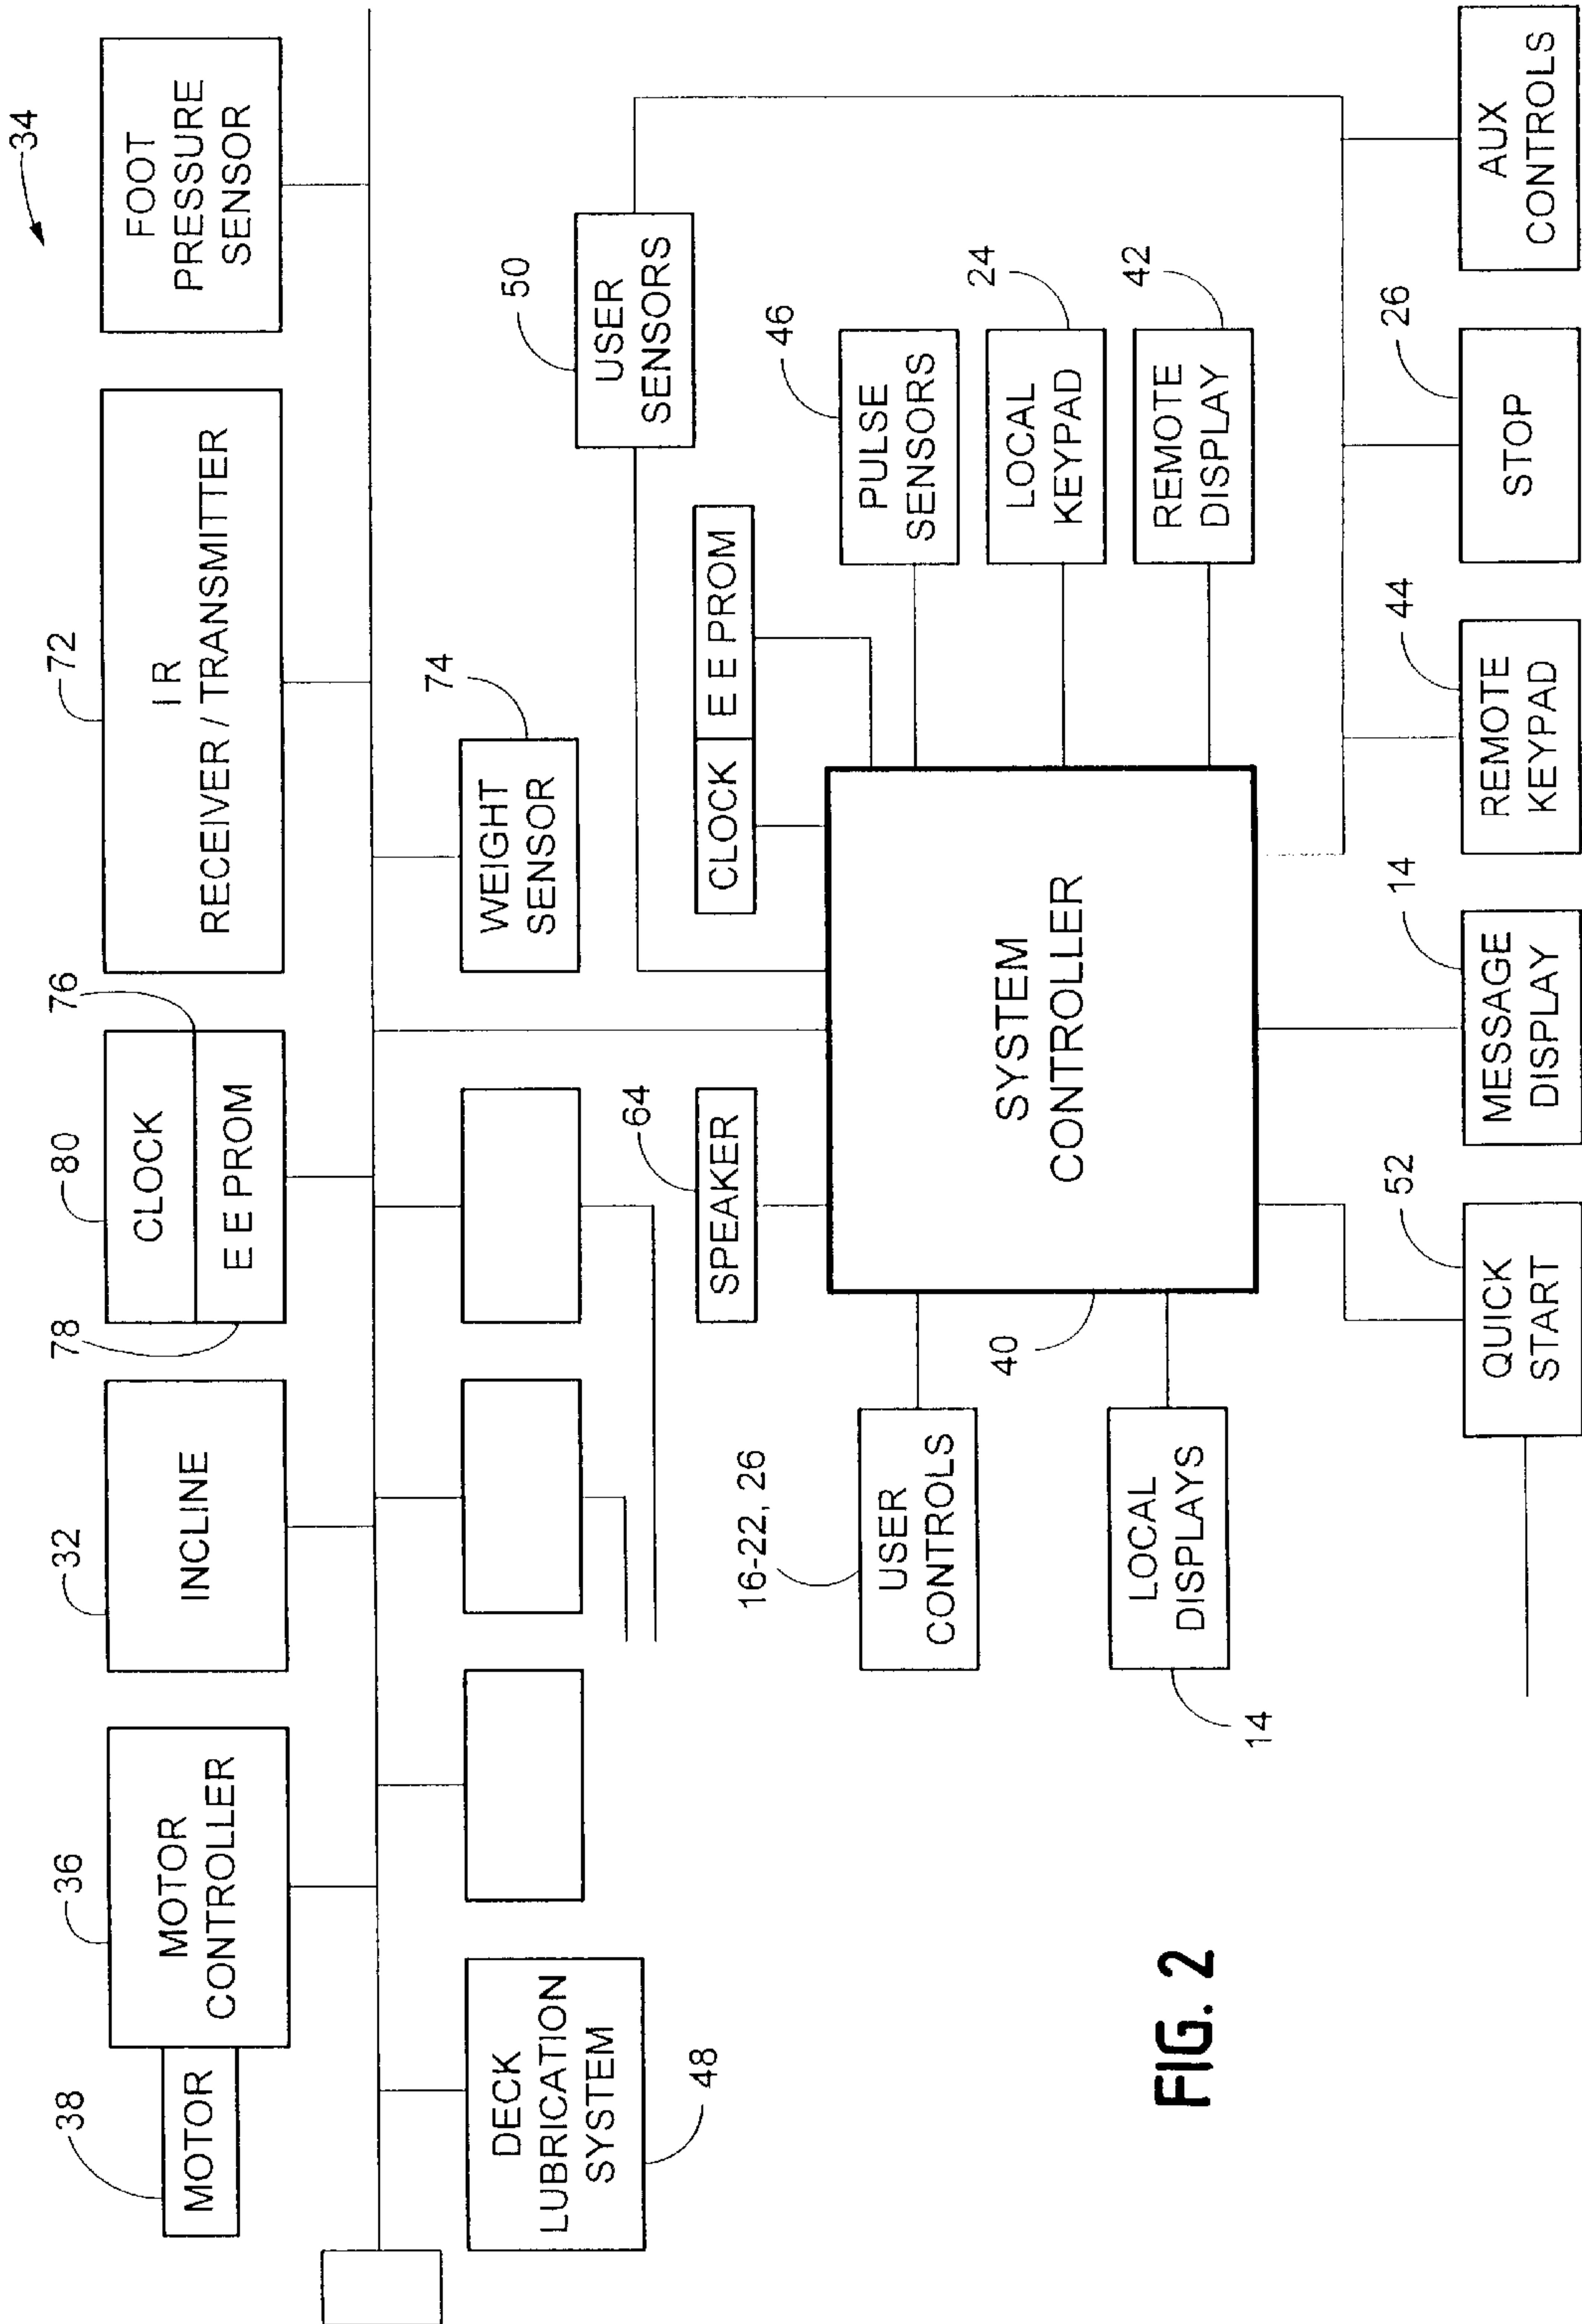 34
38
36
32
80
76
72
MOTOR
MOTOR
CONTROLLER
INCLINE
CLOCK
E E PROM
78
I R
RECEIVER / TRANSMITTER
FOOT
PRESSURE
SENSOR
DECK
LUBRICATION
SYSTEM
48
WEIGHT
SENSOR
74
USER
SENSORS
50
SPEAKER
64
CLOCK
E E PROM
16-22, 26
USER
CONTROLS
LOCAL
DISPLAYS
14
SYSTEM
CONTROLLER
40
PULSE
SENSORS
46
LOCAL
KEYPAD
24
REMOTE
DISPLAY
42
QUICK
START
52
MESSAGE
DISPLAY
14
REMOTE
KEYPAD
44
STOP
26
AUX
CONTROLS
FIG. 2